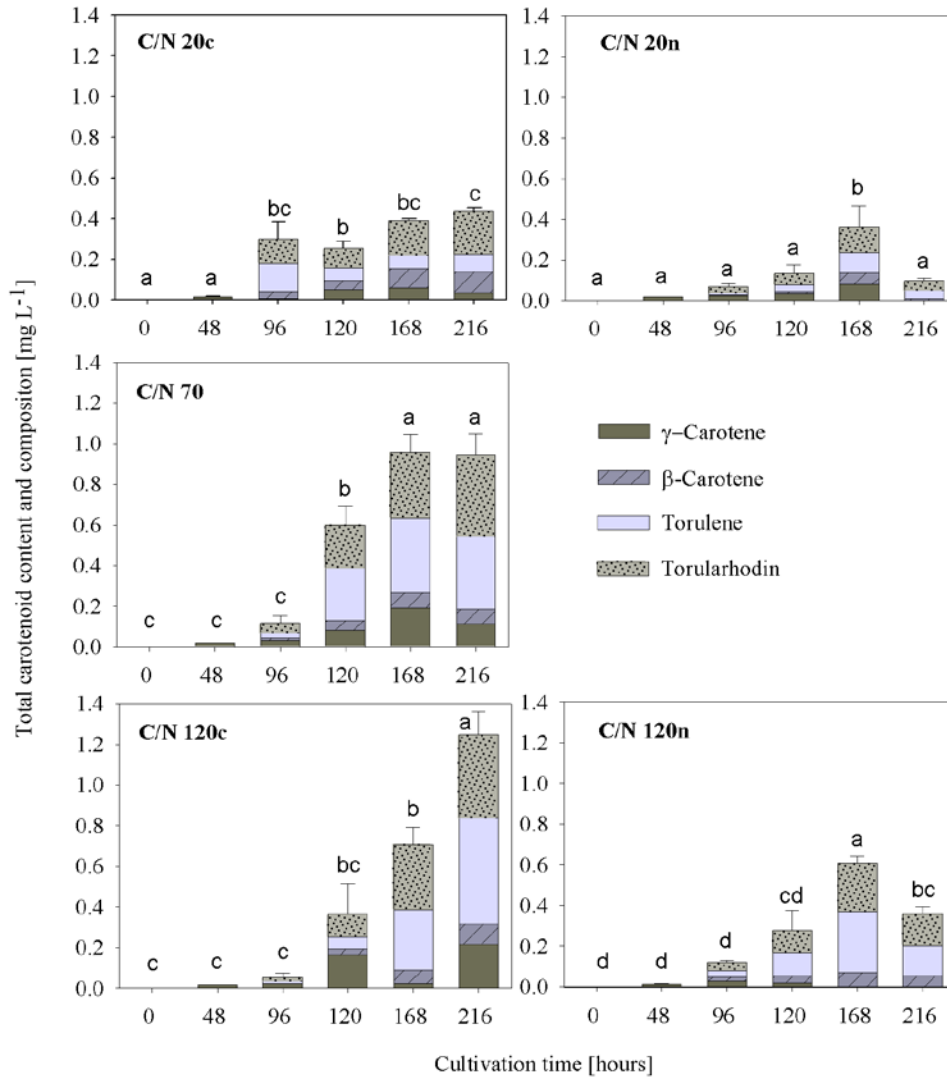 Total carotenoid content and compositon [mg L-1]
C/N 20c
1.4
1.2
1.0
0.8
0.6
0.4
0.2
0.0
a a bc b bc c
0 48 96 120 168 216
C/N 20n
1.4
1.2
1.0
0.8
0.6
0.4
0.2
0.0
a a a a b a
0 48 96 120 168 216
C/N 70
1.4
1.2
1.0
0.8
0.6
0.4
0.2
0.0
c c c b a a
0 48 96 120 168 216
γ–Carotene
β-Carotene
Torulene
Torularhodin
C/N 120c
1.4
1.2
1.0
0.8
0.6
0.4
0.2
0.0
c c c bc b a
0 48 96 120 168 216
C/N 120n
1.4
1.2
1.0
0.8
0.6
0.4
0.2
0.0
d d d cd a bc
0 48 96 120 168 216
Cultivation time [hours]